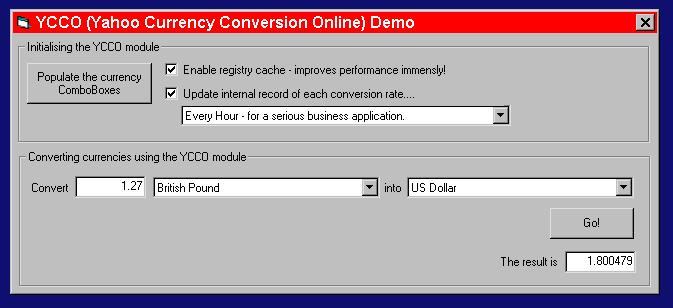 YCCO (Yahoo Currency Conversion Online) Demo
Initialising the YCCO module
Populate the currency
ComboBoxes
Enable registry cache - improves performance immensly!
Update internal record of each conversion rate....
Every Hour - for a serious business application.
Converting currencies using the YCCO module
Convert 1.27 British Pound into US Dollar
Go!
The result is 1.800479